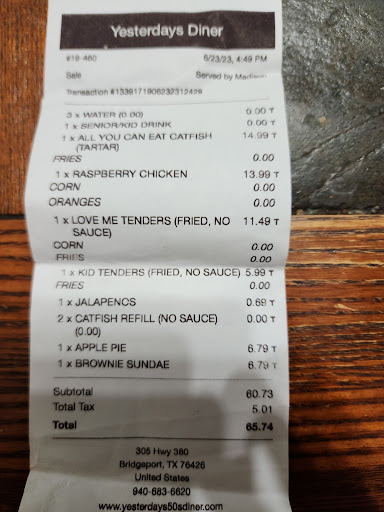 Yesterdays Diner
#19-460 6/23/23, 4:49 PM
Sale Served by Madison
Transaction #1339171906232312426
3 x WATER (0.00) 0.00 T
1 x SENIOR/KID DRINK 0.00 T
1 x ALL YOU CAN EAT CATFISH 14.99 T
(TARTAR)
FRIES 0.00
1 x RASPBERRY CHICKEN 13.99 T
CORN 0.00
ORANGES 0.00
1 x LOVE ME TENDERS (FRIED, NO 11.49 T
SAUCE)
CORN 0.00
FRIES 0.00
1 x KID TENDERS (FRIED, NO SAUCE) 5.99 T
FRIES 0.00
1 x JALAPENOS 0.69 T
2 x CATFISH REFILL (NO SAUCE) 0.00 T
(0.00)
1 x APPLE PIE 6.79 T
1 x BROWNIE SUNDAE 6.79 T
Subtotal 60.73
Total Tax 5.01
Total 65.74
305 Hwy 380
Bridgeport, TX 76426
United States
940-683-6620
www.yesterdays50sdiner.com